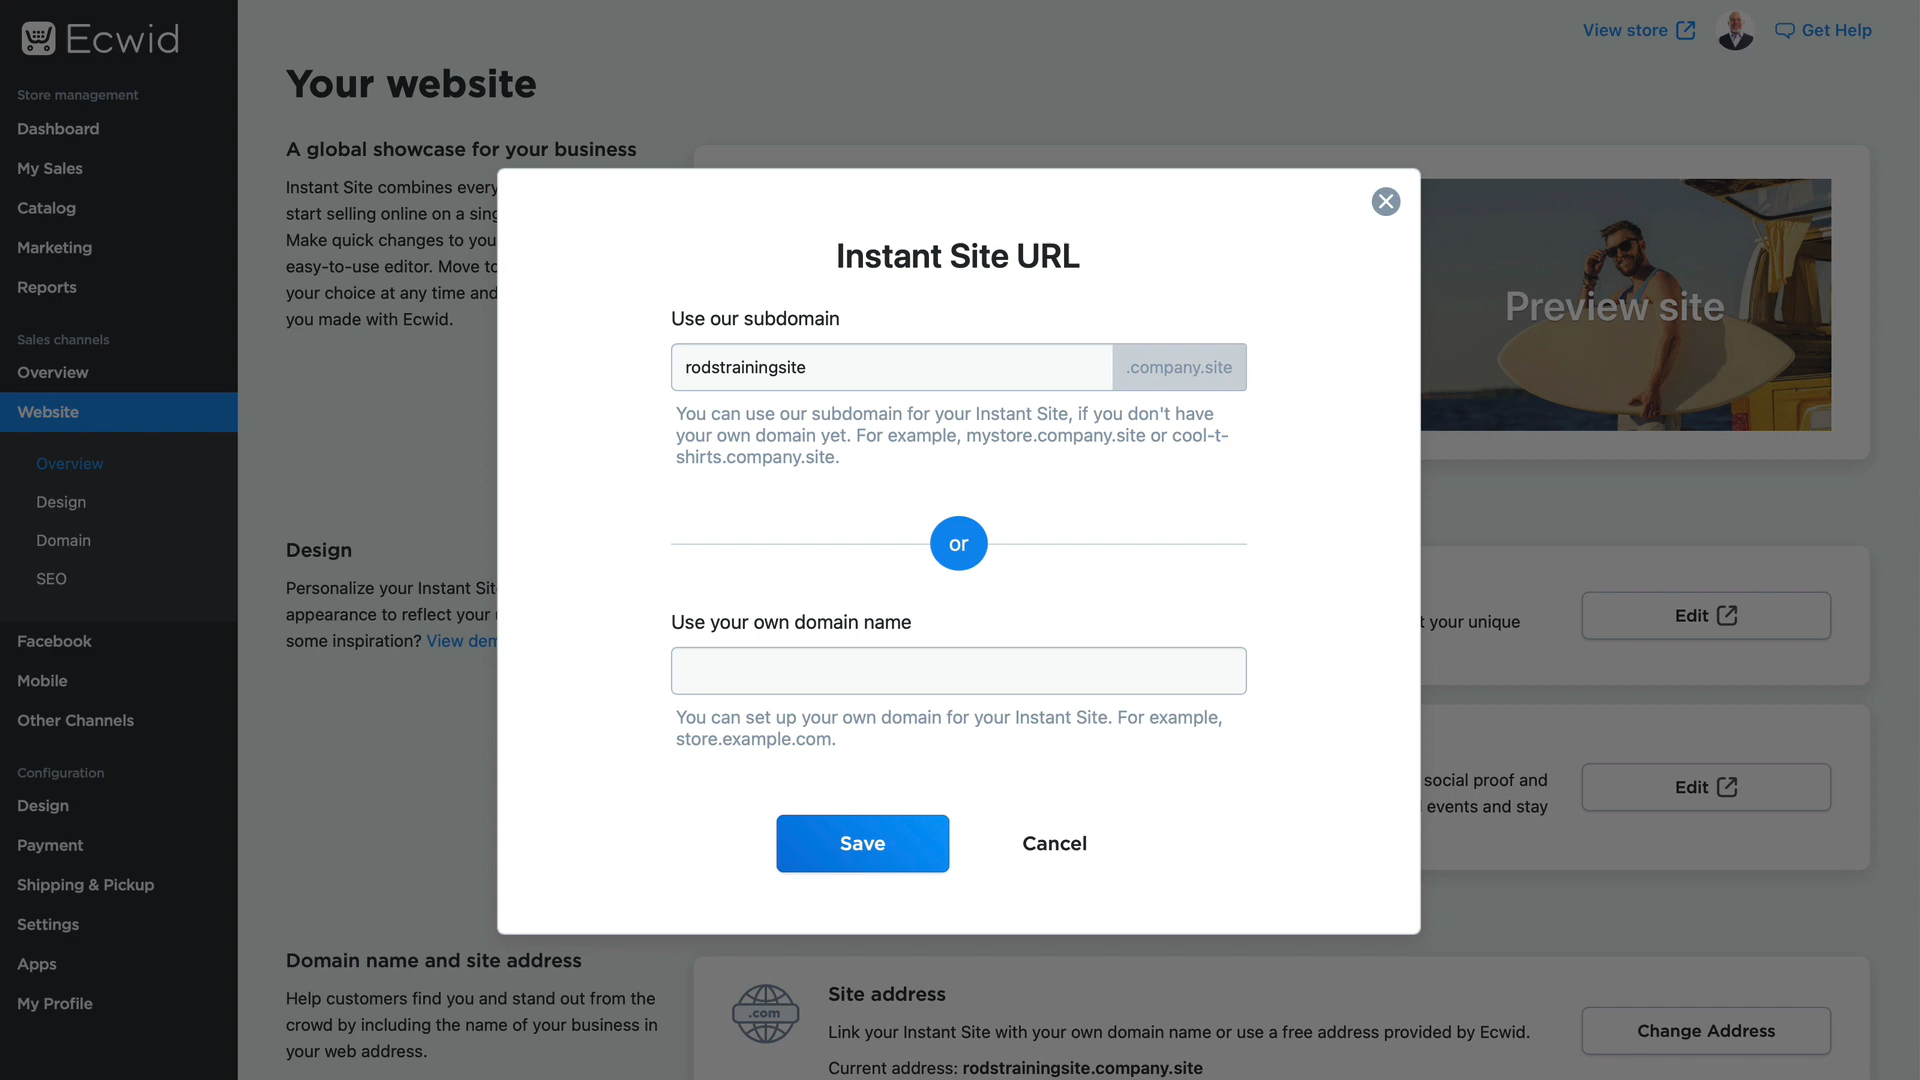 Ecwid
Store management
Dashboard
My Sales
Catalog
Marketing
Reports
Sales channels
Overview
Website
Overview
Design
Domain
SEO
Facebook
Mobile
Other Channels
Configuration
Design
Payment
Shipping & Pickup
Settings
Apps
My Profile
View store
Get Help
Your website
A global showcase for your business
Instant Site combines every
start selling online on a sing
Make quick changes to you
easy-to-use editor. Move to
your choice at any time and
you made with Ecwid.
Preview site
Design
Personalize your Instant Sit
appearance to reflect your
some inspiration? View dem
t your unique
Edit
social proof and
events and stay
Edit
Instant Site URL
Use our subdomain
rodstrainingsite
.company.site
You can use our subdomain for your Instant Site, if you don't have
your own domain yet. For example, mystore.company.site or cool-t-
shirts.company.site.
or
Use your own domain name
You can set up your own domain for your Instant Site. For example,
store.example.com.
Save
Cancel
Domain name and site address
Help customers find you and stand out from the
crowd by including the name of your business in
your web address.
.com
Site address
Link your Instant Site with your own domain name or use a free address provided by Ecwid.
Current address: rodstrainingsite.company.site
Change Address